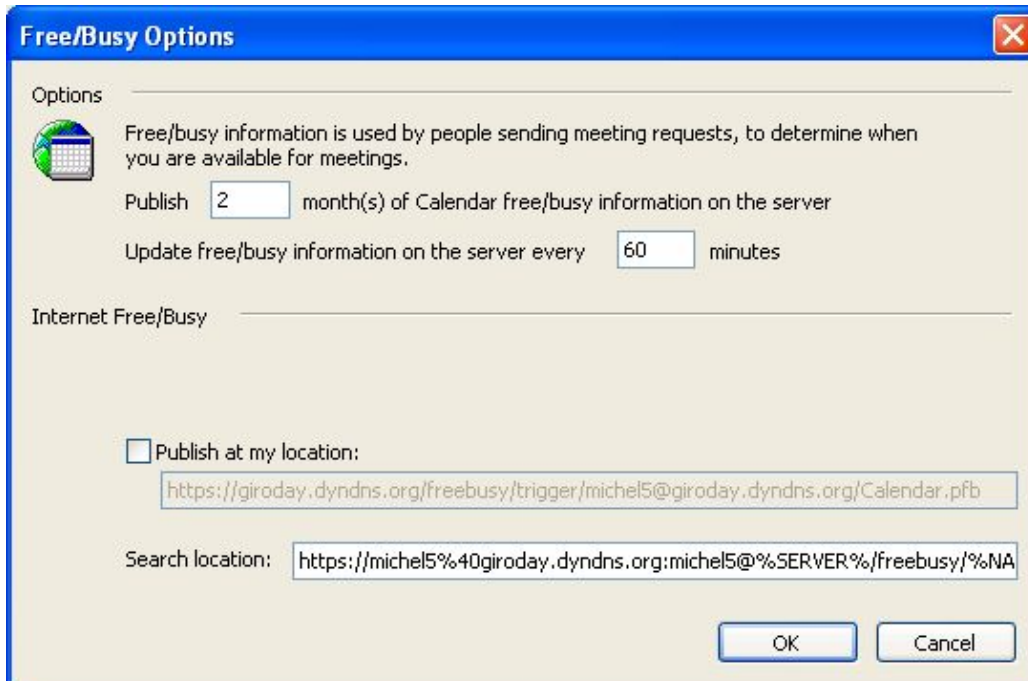 Free/Busy Options
Options
Free/busy information is used by people sending meeting requests, to determine when
you are available for meetings.
Publish 2 month(s) of Calendar free/busy information on the server
Update free/busy information on the server every 60 minutes
Internet Free/Busy
Publish at my location:
https://giroday.dyndns.org/freebusy/trigger/michel5@giroday.dyndns.org/Calendar.pfb
Search location: https://michel5%40giroday.dyndns.org:michel5@%SERVER%/freebusy/%NA
OK Cancel